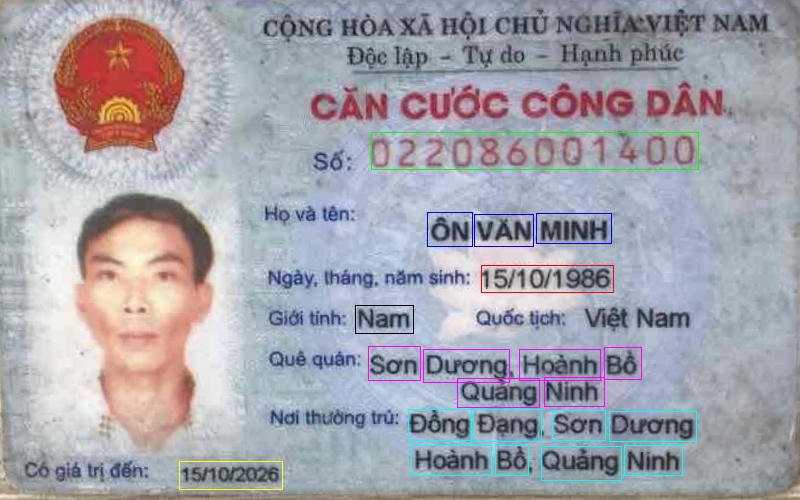 CỘNG HÒA XÃ HỘI CHỦ NGHĨA VIỆT NAM
Độc lập - Tự do - Hạnh phúc
CĂN CƯỚC CÔNG DÂN
Số: 022086001400
Họ và tên:
ÔN VĂN MINH
Ngày, tháng, năm sinh: 15/10/1986
Giới tính: Nam Quốc tịch: Việt Nam
Quê quán: Sơn Dương, Hoành Bồ
Quảng Ninh
Nơi thường trú: Đồng Đạng, Sơn Dương
Hoành Bồ, Quảng Ninh
Có giá trị đến: 15/10/2026